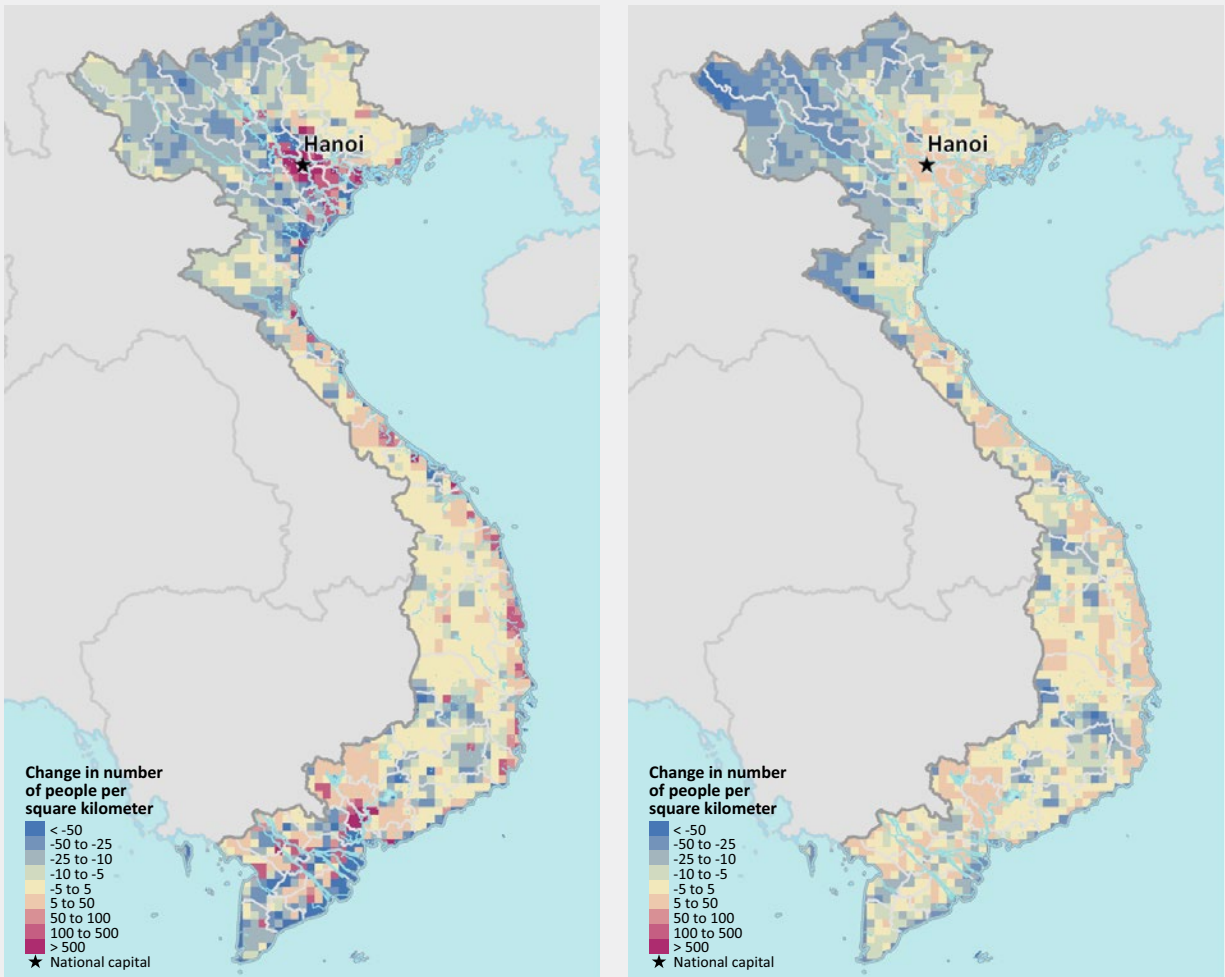 Hanoi
Change in number
of people per
square kilometer
< -50
-50 to -25
-25 to -10
-10 to -5
-5 to 5
5 to 50
50 to 100
100 to 500
> 500
National capital
Hanoi
Change in number
of people per
square kilometer
< -50
-50 to -25
-25 to -10
-10 to -5
-5 to 5
5 to 50
50 to 100
100 to 500
> 500
National capital